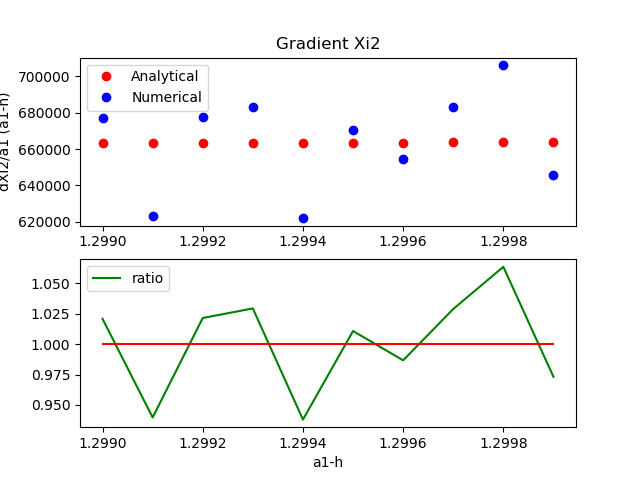 Gradient Xi2
dXi2/a1 (a1-h)
700000
680000
660000
640000
620000
Analytical
Numerical
1.2990 1.2992 1.2994 1.2996 1.2998
1.050
1.025
1.000
0.975
0.950
ratio
1.2990 1.2992 1.2994 1.2996 1.2998
a1-h